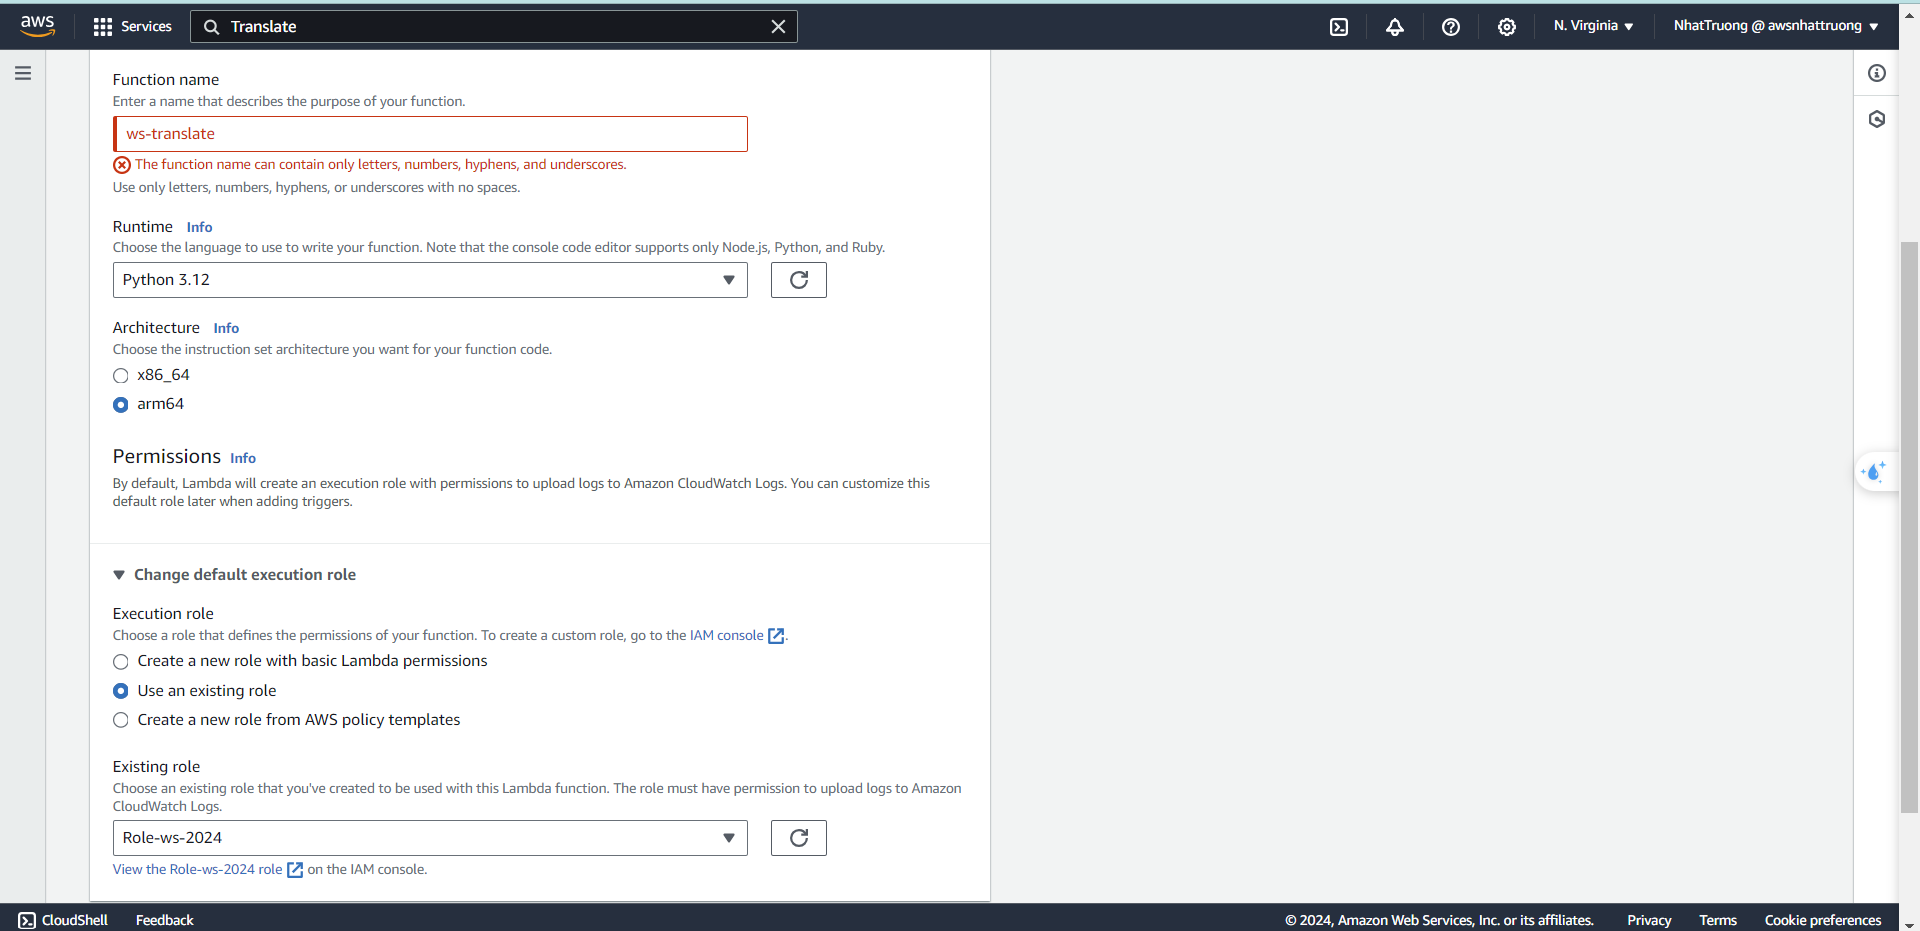 aws Services Translate N. Virginia NhatTruong @ awsnhattruong
Function name
Enter a name that describes the purpose of your function.
ws-translate
The function name can contain only letters, numbers, hyphens, and underscores.
Use only letters, numbers, hyphens, or underscores with no spaces.
Runtime Info
Choose the language to use to write your function. Note that the console code editor supports only Node.js, Python, and Ruby.
Python 3.12
Architecture Info
Choose the instruction set architecture you want for your function code.
x86_64
arm64
Permissions Info
By default, Lambda will create an execution role with permissions to upload logs to Amazon CloudWatch Logs. You can customize this
default role later when adding triggers.
Change default execution role
Execution role
Choose a role that defines the permissions of your function. To create a custom role, go to the IAM console.
Create a new role with basic Lambda permissions
Use an existing role
Create a new role from AWS policy templates
Existing role
Choose an existing role that you've created to be used with this Lambda function. The role must have permission to upload logs to Amazon
CloudWatch Logs.
Role-ws-2024
View the Role-ws-2024 role on the IAM console.
CloudShell Feedback © 2024, Amazon Web Services, Inc. or its affiliates. Privacy Terms Cookie preferences